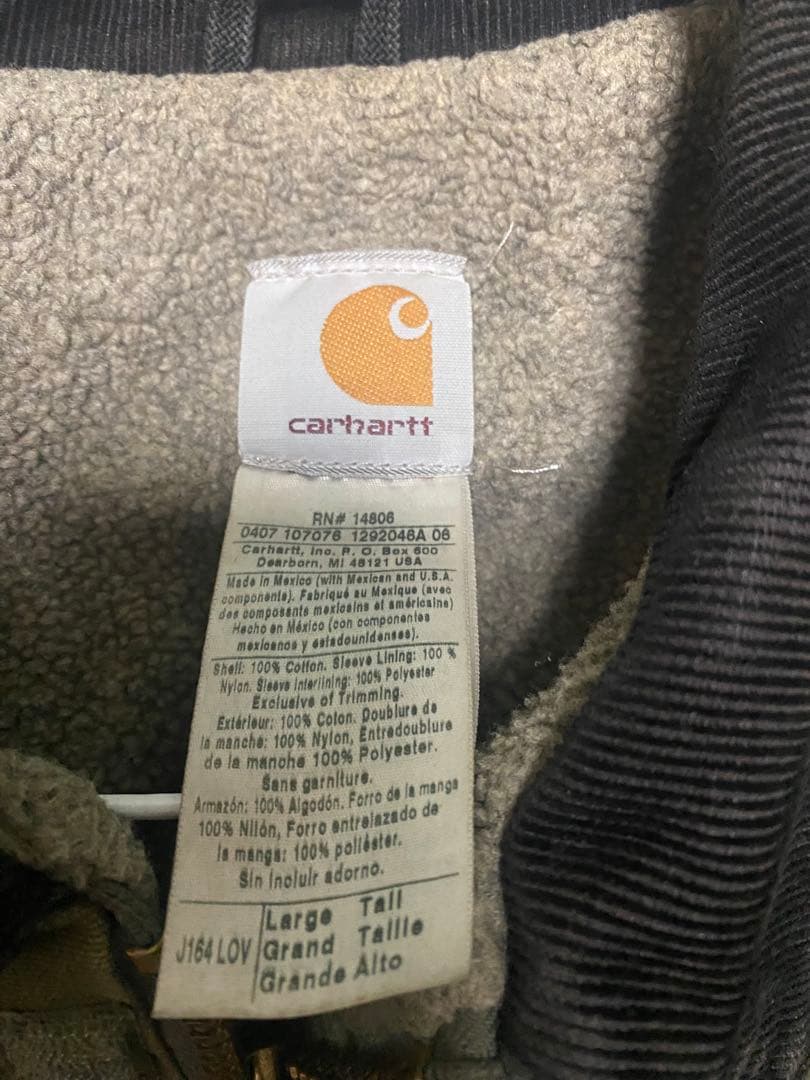 carhartt
RN# 14806
0407 107076 1292046A 06
Carhartt, Inc. P. O. Box 600
Dearborn, MI 48121 USA
Made in Mexico (with Mexican and U.S.A.
components). Fabriqué au Mexique (avec
des composants mexicains et américains)
Hecho en México (con componentes
mexicanos y estadounidenses).
Shell: 100% Cotton. Sleeve Lining: 100 %
Nylon. Sleeve Interlining: 100% Polyester
Exclusive of Trimming.
Extérieur: 100% Coton. Doublure de
la manche: 100% Nylon, Entredoublure
de la manche 100% Polyester.
Sans garniture.
Armazón: 100% Algodón. Forro de la manga
100% Nilón, Forro entrelazado de
la manga: 100% poliéster.
Sin incluir adorno.
J164 LOV
Large Tall
Grand Taille
Grande Alto